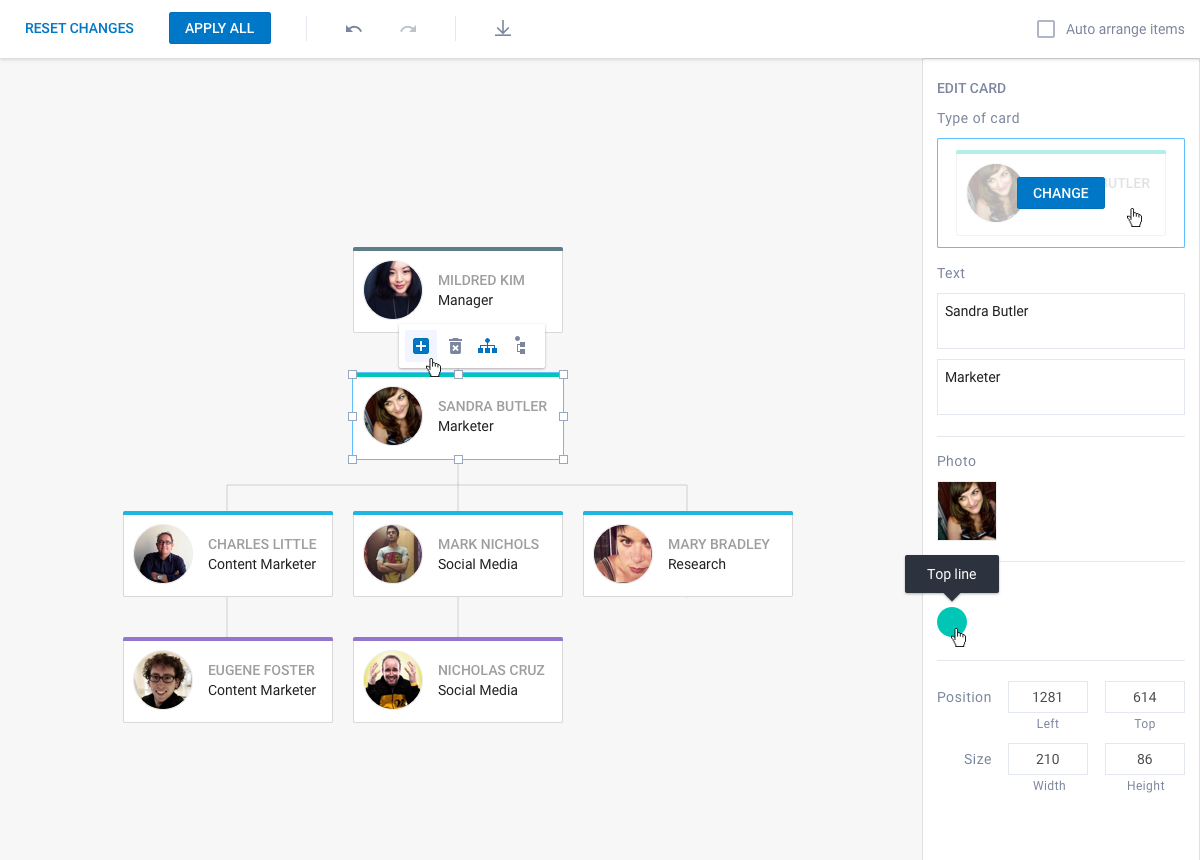 RESET CHANGES
APPLY ALL
Auto arrange items
MILDRED KIM
Manager
SANDRA BUTLER
Marketer
CHARLES LITTLE
Content Marketer
MARK NICHOLS
Social Media
MARY BRADLEY
Research
EUGENE FOSTER
Content Marketer
NICHOLAS CRUZ
Social Media
EDIT CARD
Type of card
BUTLER
CHANGE
Text
Sandra Butler
Marketer
Photo
Top line
Position
1281
614
Left
Top
Size
210
86
Width
Height